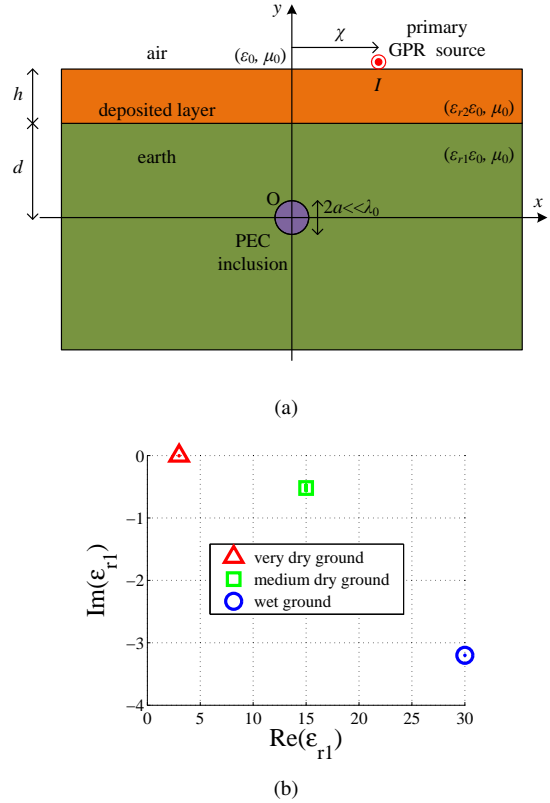 y
χ
primary
GPR source
air
(ε0, μ0)
I
h
deposited layer
(εr2ε0, μ0)
d
earth
(εr1ε0, μ0)
O
2a<<λ0
x
PEC
inclusion
(a)
0
−1
−2
−3
−4
Im(εr1)
very dry ground
medium dry ground
wet ground
0 5 10 15 20 25 30
Re(εr1)
(b)